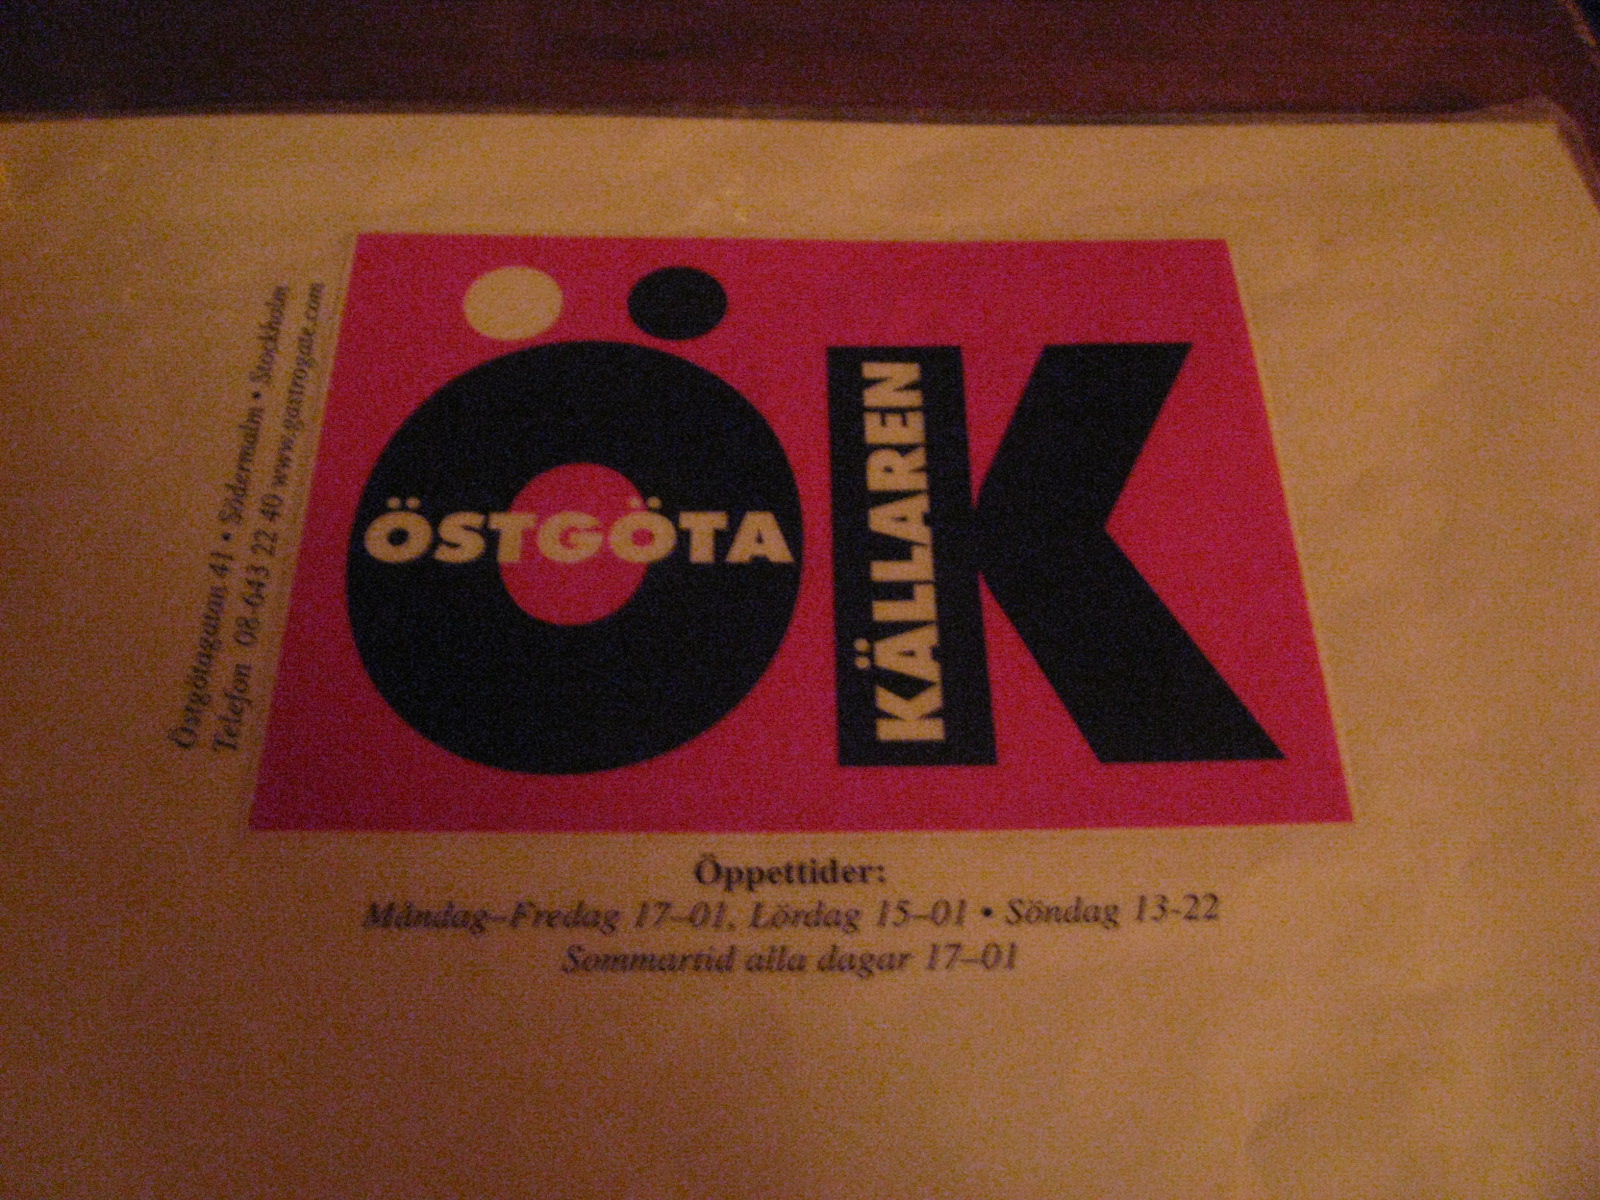 Östgötagatan 41 • Södermalm • Stockholm
Telefon 08-643 22 40 www.gastrogate.com
ÖK
ÖSTGÖTA
KÄLLAREN
Öppettider:
Måndag–Fredag 17–01, Lördag 15–01 • Söndag 13-22
Sommartid alla dagar 17–01